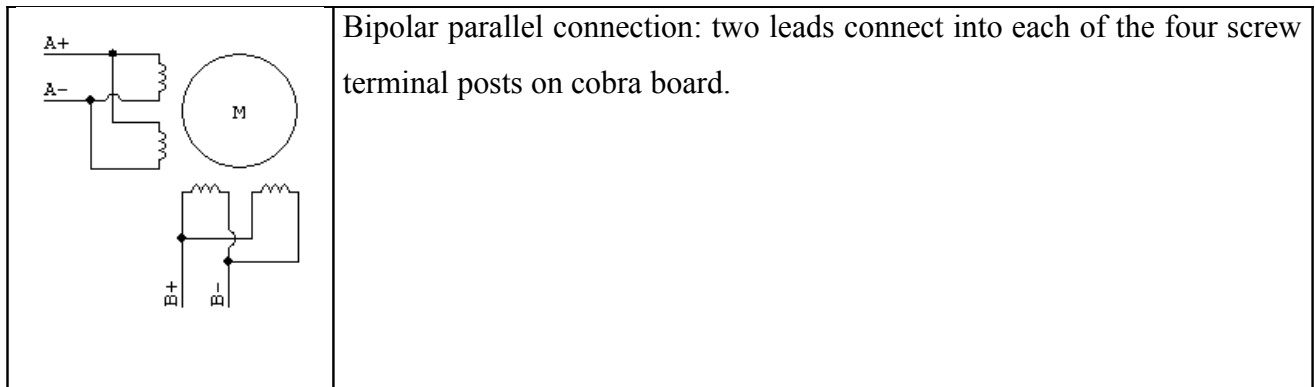 A+
A-
M
B+
B-
Bipolar parallel connection: two leads connect into each of the four screw
terminal posts on cobra board.